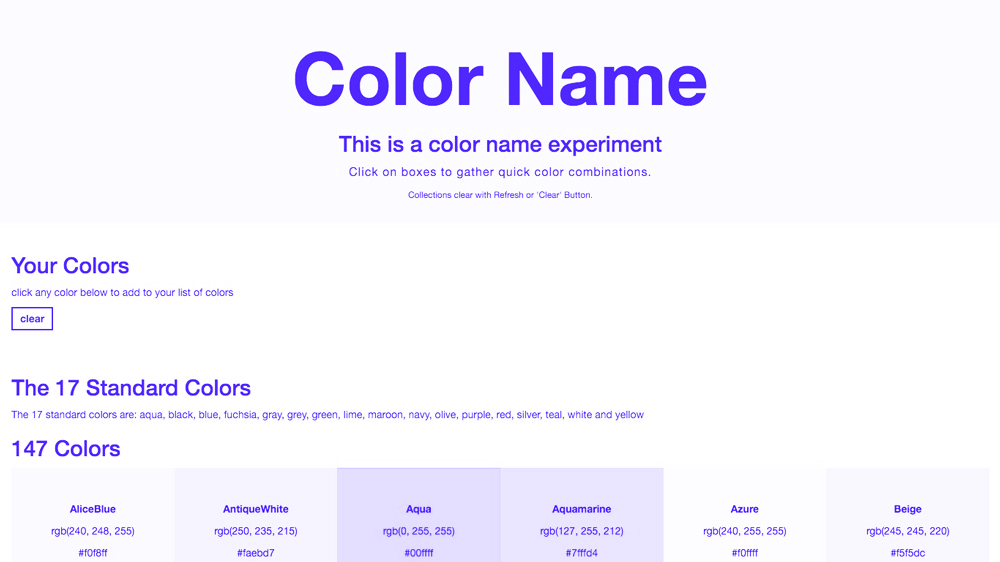 Color Name
This is a color name experiment
Click on boxes to gather quick color combinations.
Collections clear with Refresh or 'Clear' Button.
Your Colors
click any color below to add to your list of colors
clear
The 17 Standard Colors
The 17 standard colors are: aqua, black, blue, fuchsia, gray, grey, green, lime, maroon, navy, olive, purple, red, silver, teal, white and yellow
147 Colors
AliceBlue AntiqueWhite Aqua Aquamarine Azure Beige
rgb(240, 248, 255) rgb(250, 235, 215) rgb(0, 255, 255) rgb(127, 255, 212) rgb(240, 255, 255) rgb(245, 245, 220)
#f0f8ff #faebd7 #00ffff #7fffd4 #f0ffff #f5f5dc